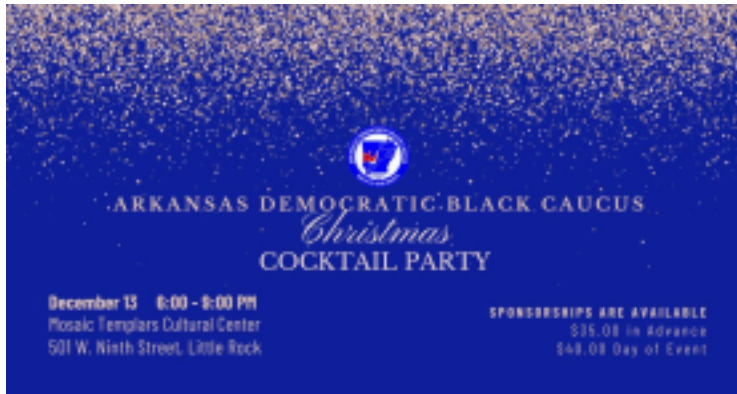 ARKANSAS DEMOCRATIC BLACK CAUCUS
Christmas
COCKTAIL PARTY
December 13 6:00 - 9:00 PM
Mosaic Templars Cultural Center
501 W. Ninth Street, Little Rock
SPONSORSHIPS ARE AVAILABLE
$35.00 in Advance
$40.00 Day of Event